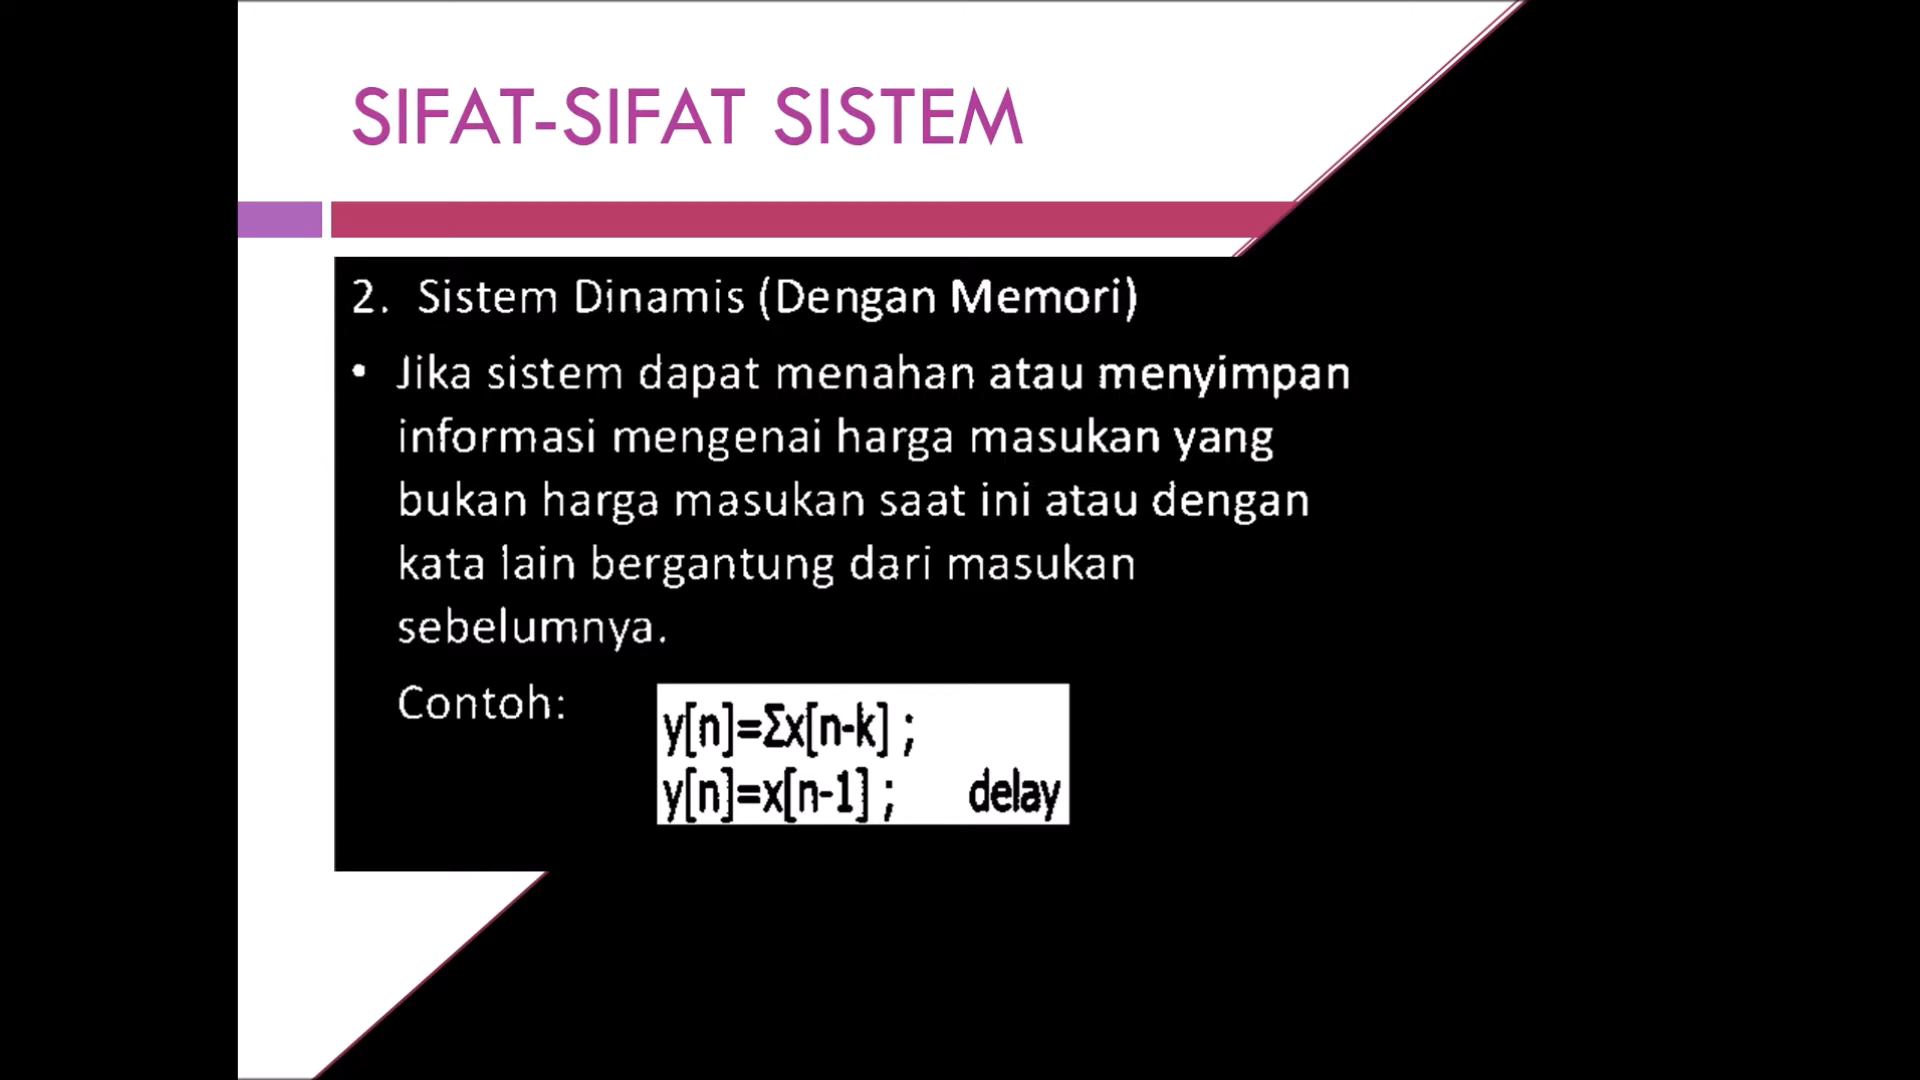 SIFAT-SIFAT SISTEM
2. Sistem Dinamis (Dengan Memori)
• Jika sistem dapat menahan atau menyimpan
informasi mengenai harga masukan yang
bukan harga masukan saat ini atau dengan
kata lain bergantung dari masukan
sebelumnya.
Contoh:
y[n]=Σx[n-k] ;
y[n]=x[n-1] ; delay